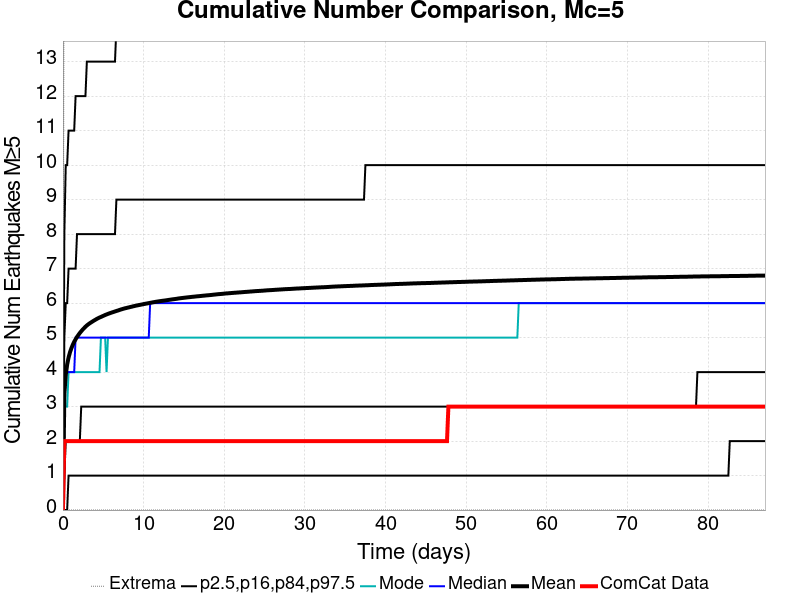 Cumulative Number Comparison, Mc=5
Cumulative Num Earthquakes M≥5
13
12
11
10
9
8
7
6
5
4
3
2
1
0
0 10 20 30 40 50 60 70 80
Time (days)
Extrema p2.5,p16,p84,p97.5 Mode Median Mean ComCat Data